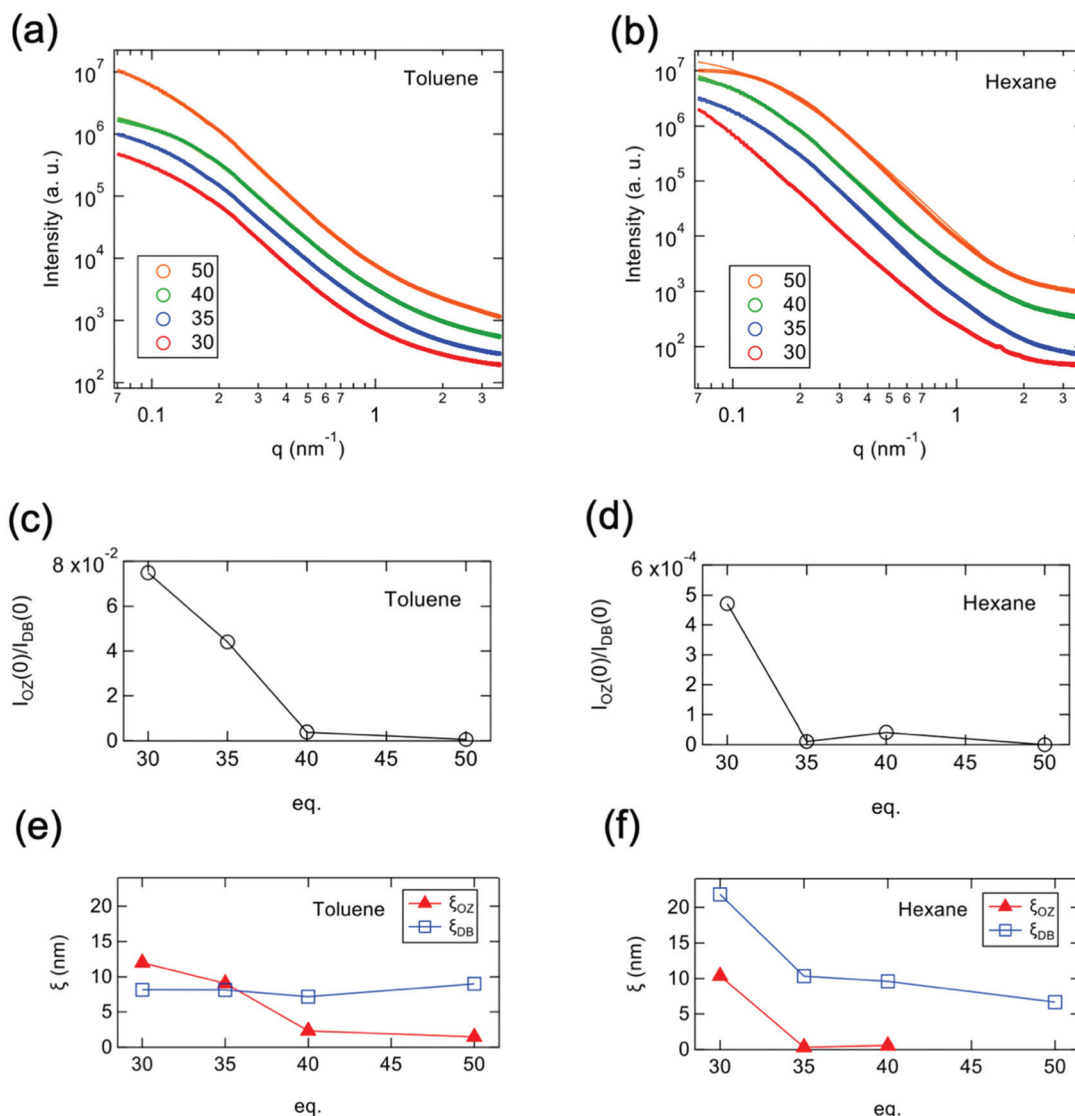 (a)
Toluene
Intensity (a. u.)
10^7
10^6
10^5
10^4
10^3
10^2
50
40
35
30
7 0.1 2 3 4 5 6 7 1 2 3
q (nm^-1)
(b)
Hexane
Intensity (a. u.)
10^7
10^6
10^5
10^4
10^3
10^2
50
40
35
30
7 0.1 2 3 4 5 6 7 1 2 3
q (nm^-1)
(c)
Toluene
I_OZ(0)/I_DB(0)
8 x10^-2
6
4
2
0
30 35 40 45 50
eq.
(d)
Hexane
I_OZ(0)/I_DB(0)
6 x10^-4
5
4
3
2
1
0
30 35 40 45 50
eq.
(e)
Toluene
ξ_OZ
ξ_DB
ξ (nm)
20
15
10
5
0
30 35 40 45 50
eq.
(f)
Hexane
ξ_OZ
ξ_DB
ξ (nm)
20
15
10
5
0
30 35 40 45 50
eq.